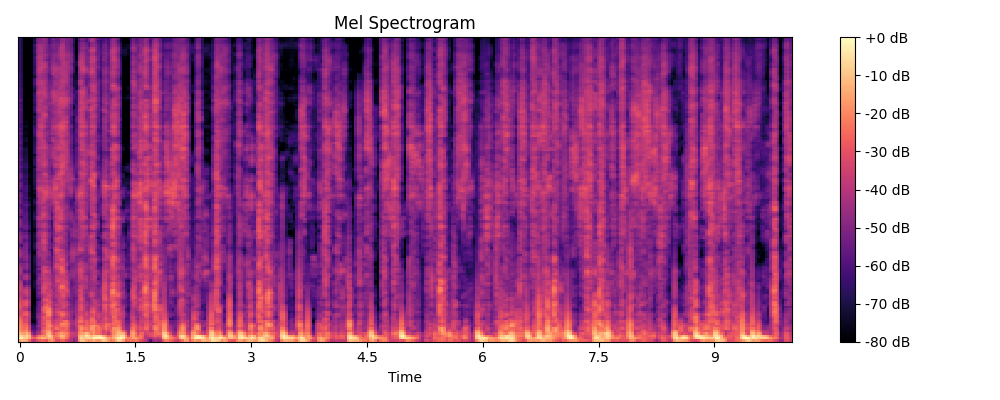 Mel Spectrogram
+0 dB
-10 dB
-20 dB
-30 dB
-40 dB
-50 dB
-60 dB
-70 dB
-80 dB
0 1.5 3 4.5 6 7.5 9
Time